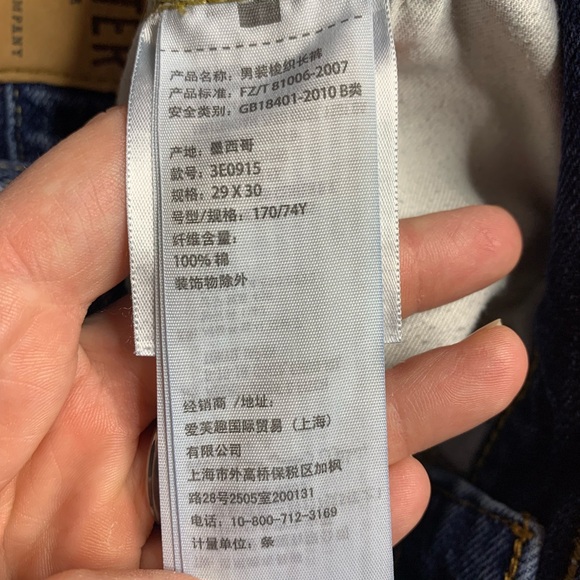 TER
COMPANY
产品名称：男装梭织长裤
产品标准：FZ/T 81006-2007
安全类别：GB18401-2010 B类
产地：墨西哥
款号：3E0915
规格：29 X 30
号型/规格：170/74Y
纤维含量：
100% 棉
装饰物除外
经销商 /地址：
爱芙趣国际贸易（上海）
有限公司
上海市外高桥保税区加枫
路28号2505室200131
电话：10-800-712-3169
计量单位：条